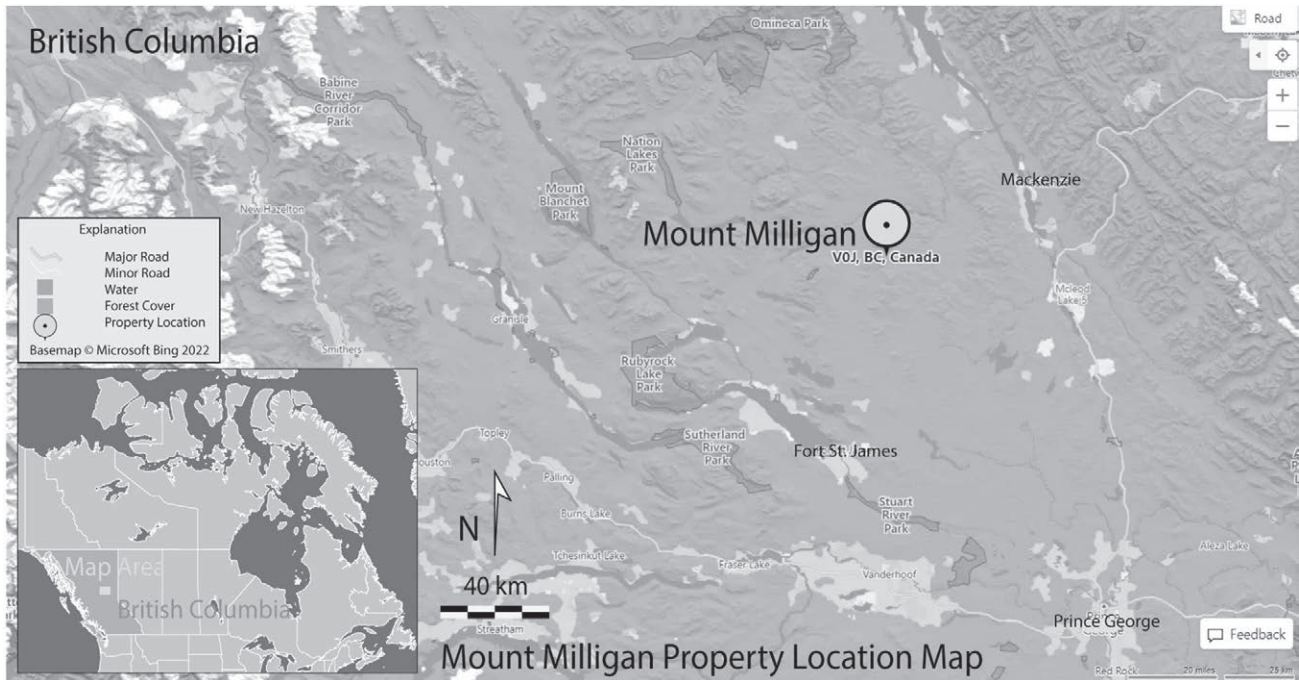 British Columbia
Omineca Park
Road
Babine
River
Corridor
Park
Nation
Lakes
Park
Mackenzie
New Hazelton
Mount
Blanchet
Park
Mount Milligan
V0J, BC, Canada
Explanation
Major Road
Minor Road
Water
Forest Cover
Property Location
Basemap © Microsoft Bing 2022
Mcleod
Lake 5
Granisle
Smithers
Rubyrock
Lake
Park
Topley
Sutherland
River
Park
Fort St. James
Palling
Stuart
River
Park
Burns Lake
N
Tchesinkut Lake
Fraser Lake
Vanderhoof
Aleza Lake
Map Area
British Columbia
40 km
Streatham
Prince George
Feedback
Mount Milligan Property Location Map
Red Rock
20 miles
25 km